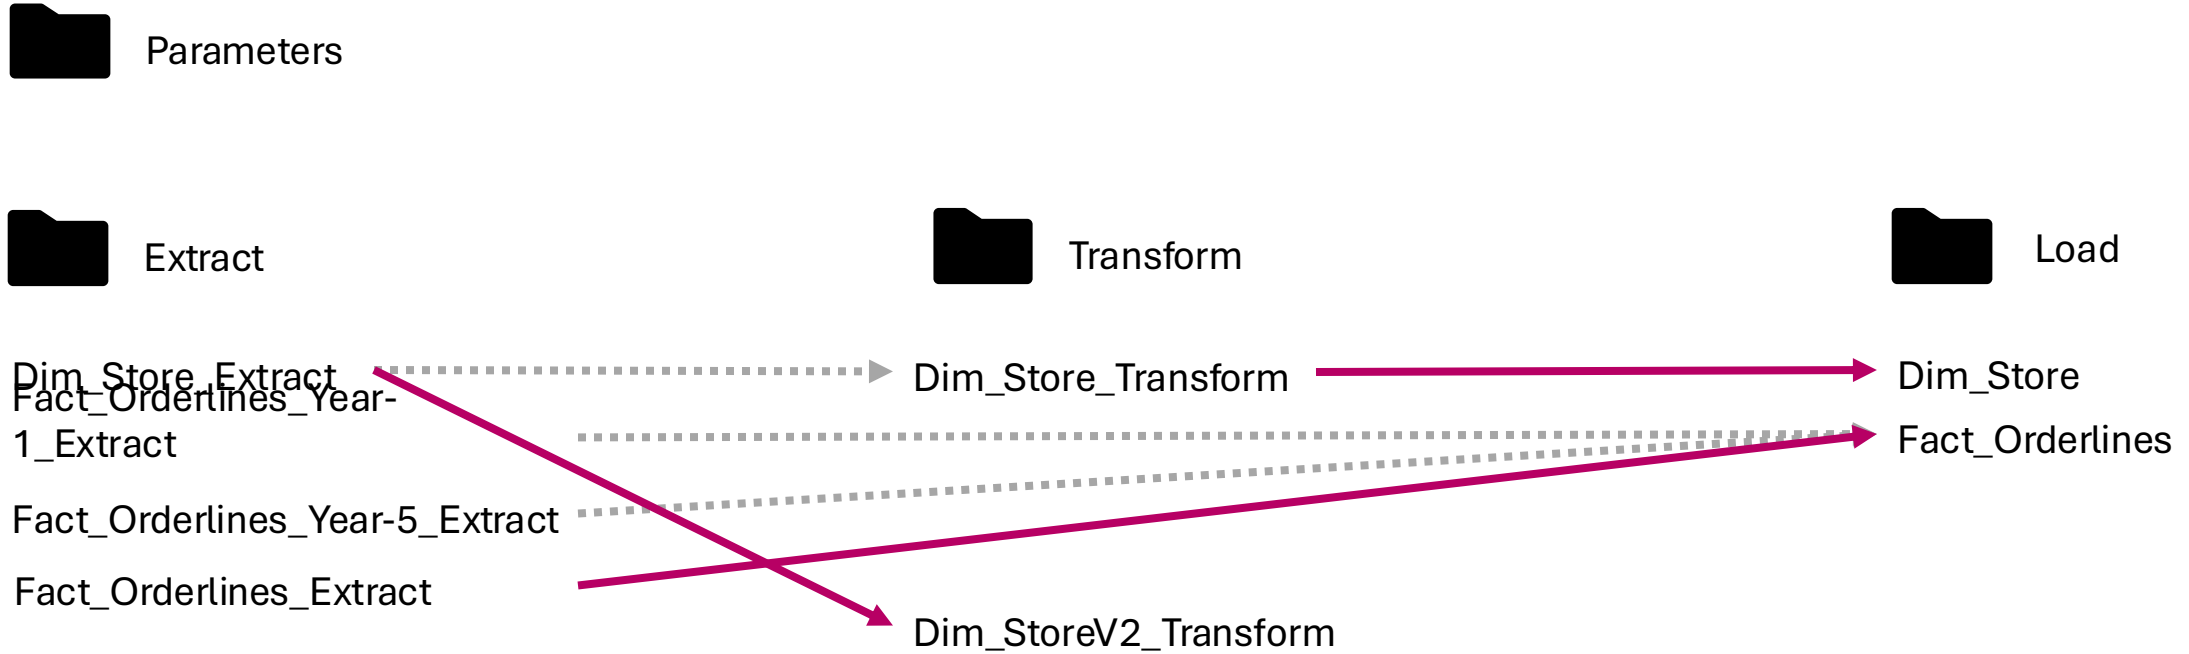 Parameters
Extract
Transform
Load
Dim_Store_Extract
Fact_Orderlines_Year-
1_Extract
Fact_Orderlines_Year-5_Extract
Fact_Orderlines_Extract
Dim_Store_Transform
Dim_StoreV2_Transform
Dim_Store
Fact_Orderlines